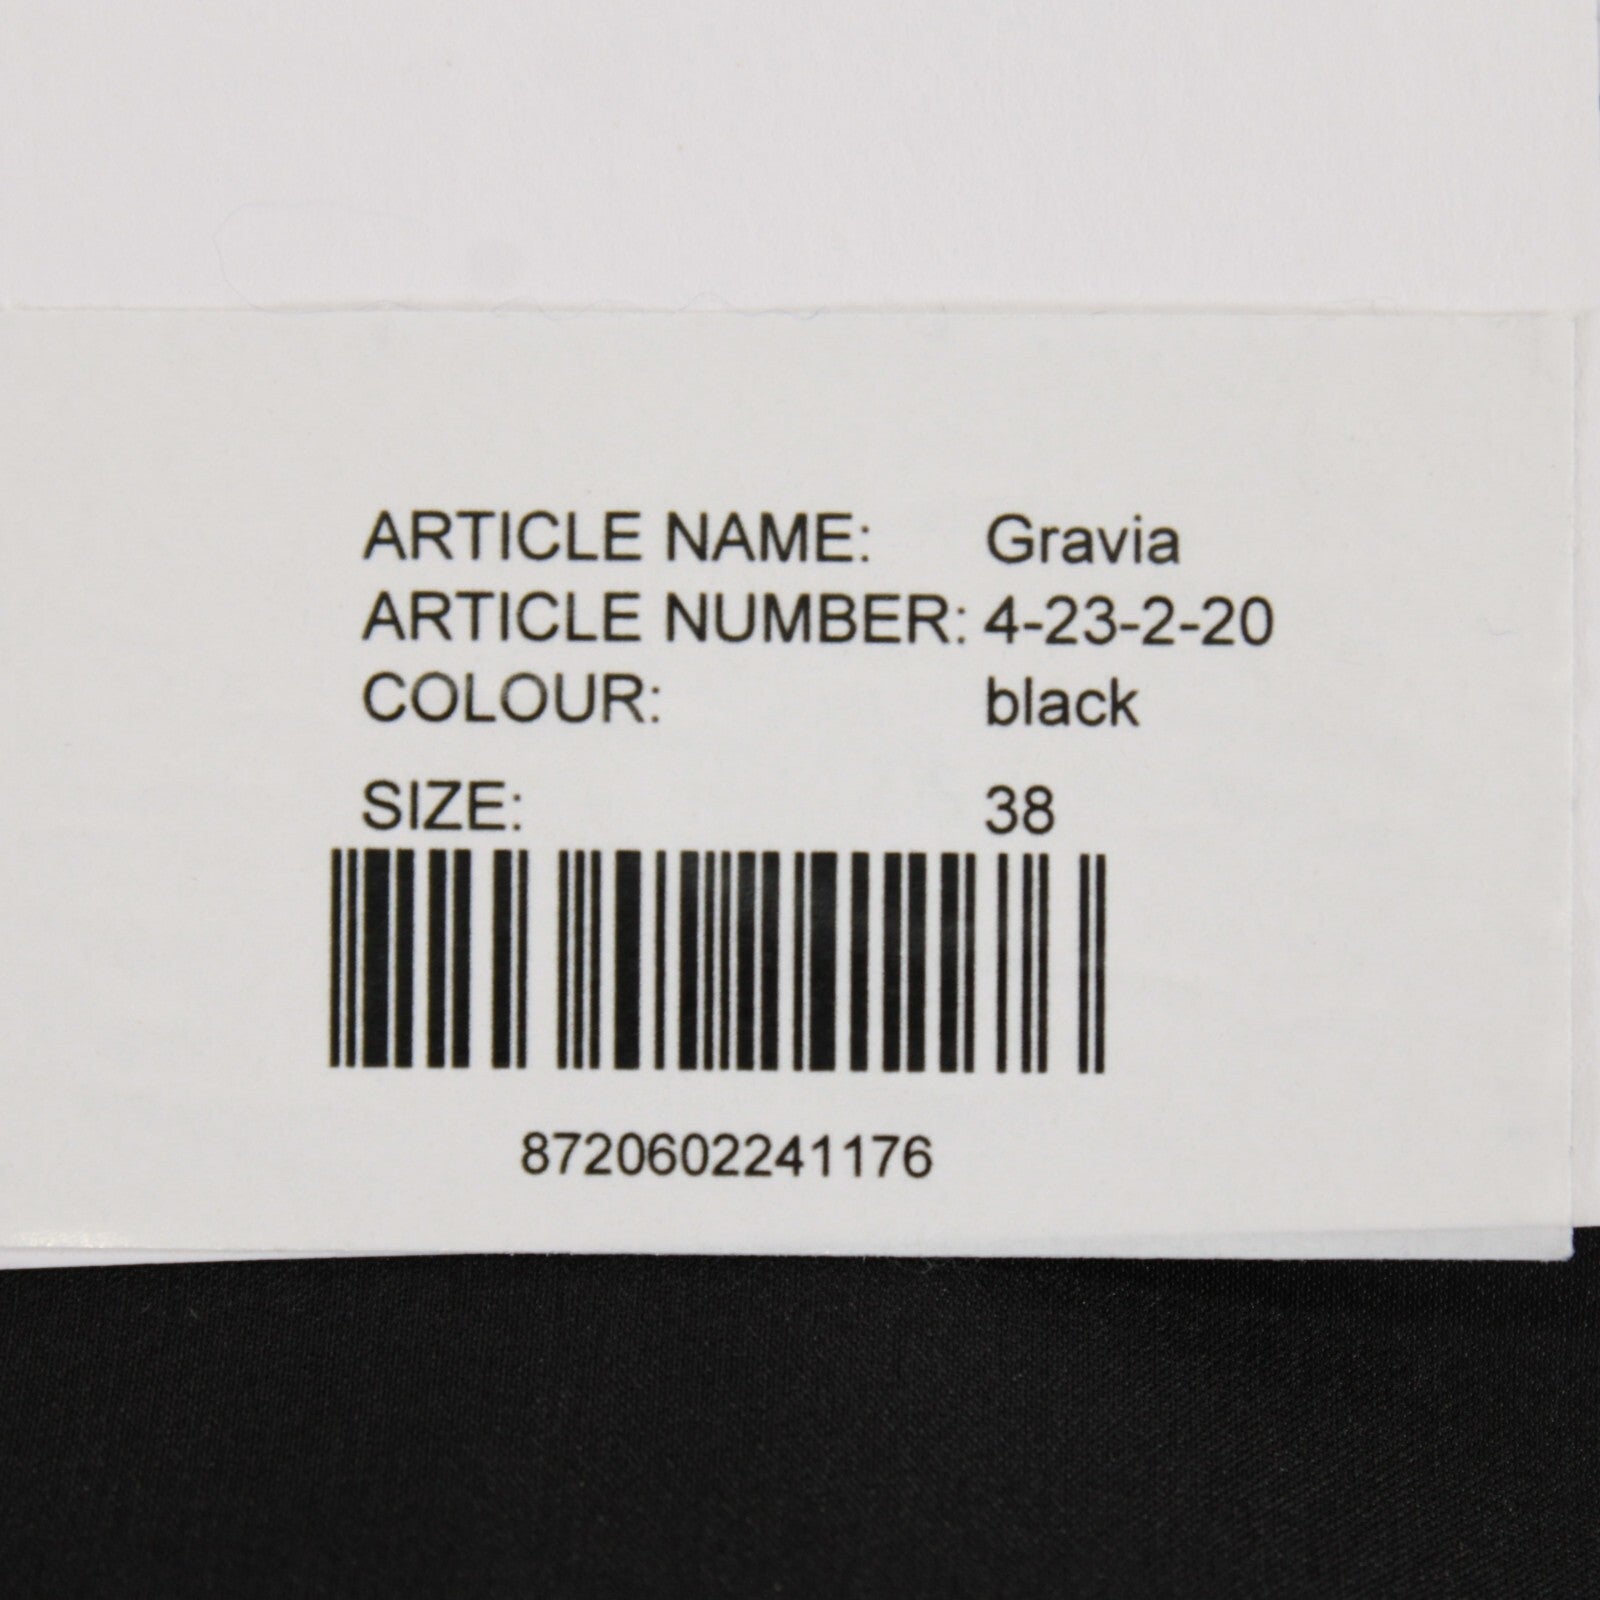 ARTICLE NAME: Gravia
ARTICLE NUMBER: 4-23-2-20
COLOUR: black
SIZE: 38
8720602241176